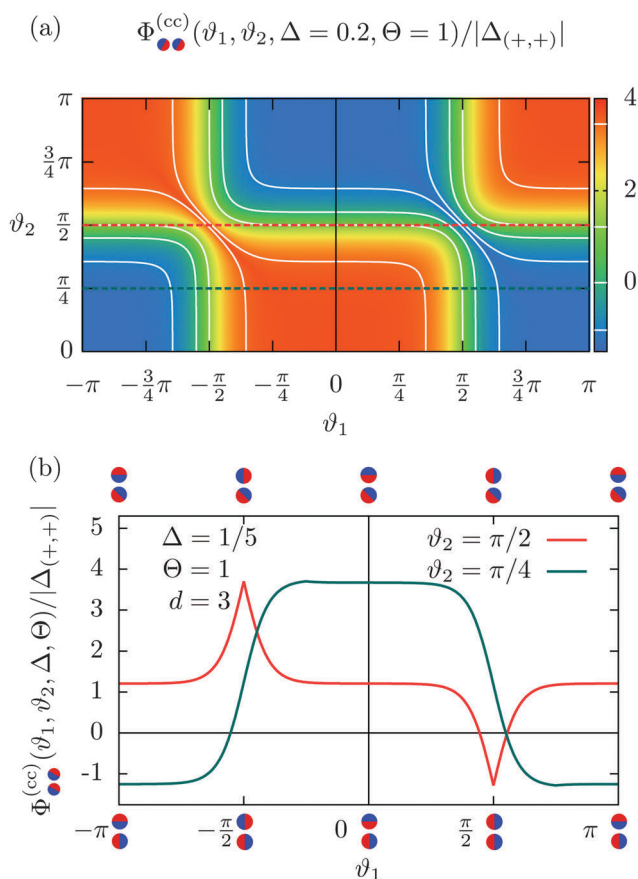 (a) Φ^(cc)(ϑ₁, ϑ₂, Δ = 0.2, Θ = 1)/|Δ₍₊,₊₎|
π
3/4π
ϑ₂ π/2
π/4
0
4
2
0
−π −3/4π −π/2 −π/4 0 π/4 π/2 3/4π π
ϑ₁
(b)
Φ^(cc)(ϑ₁, ϑ₂, Δ, Θ)/|Δ₍₊,₊₎|
5
4
3
2
1
0
-1
Δ = 1/5
Θ = 1
d = 3
ϑ₂ = π/2
ϑ₂ = π/4
−π −π/2 0 π/2 π
ϑ₁